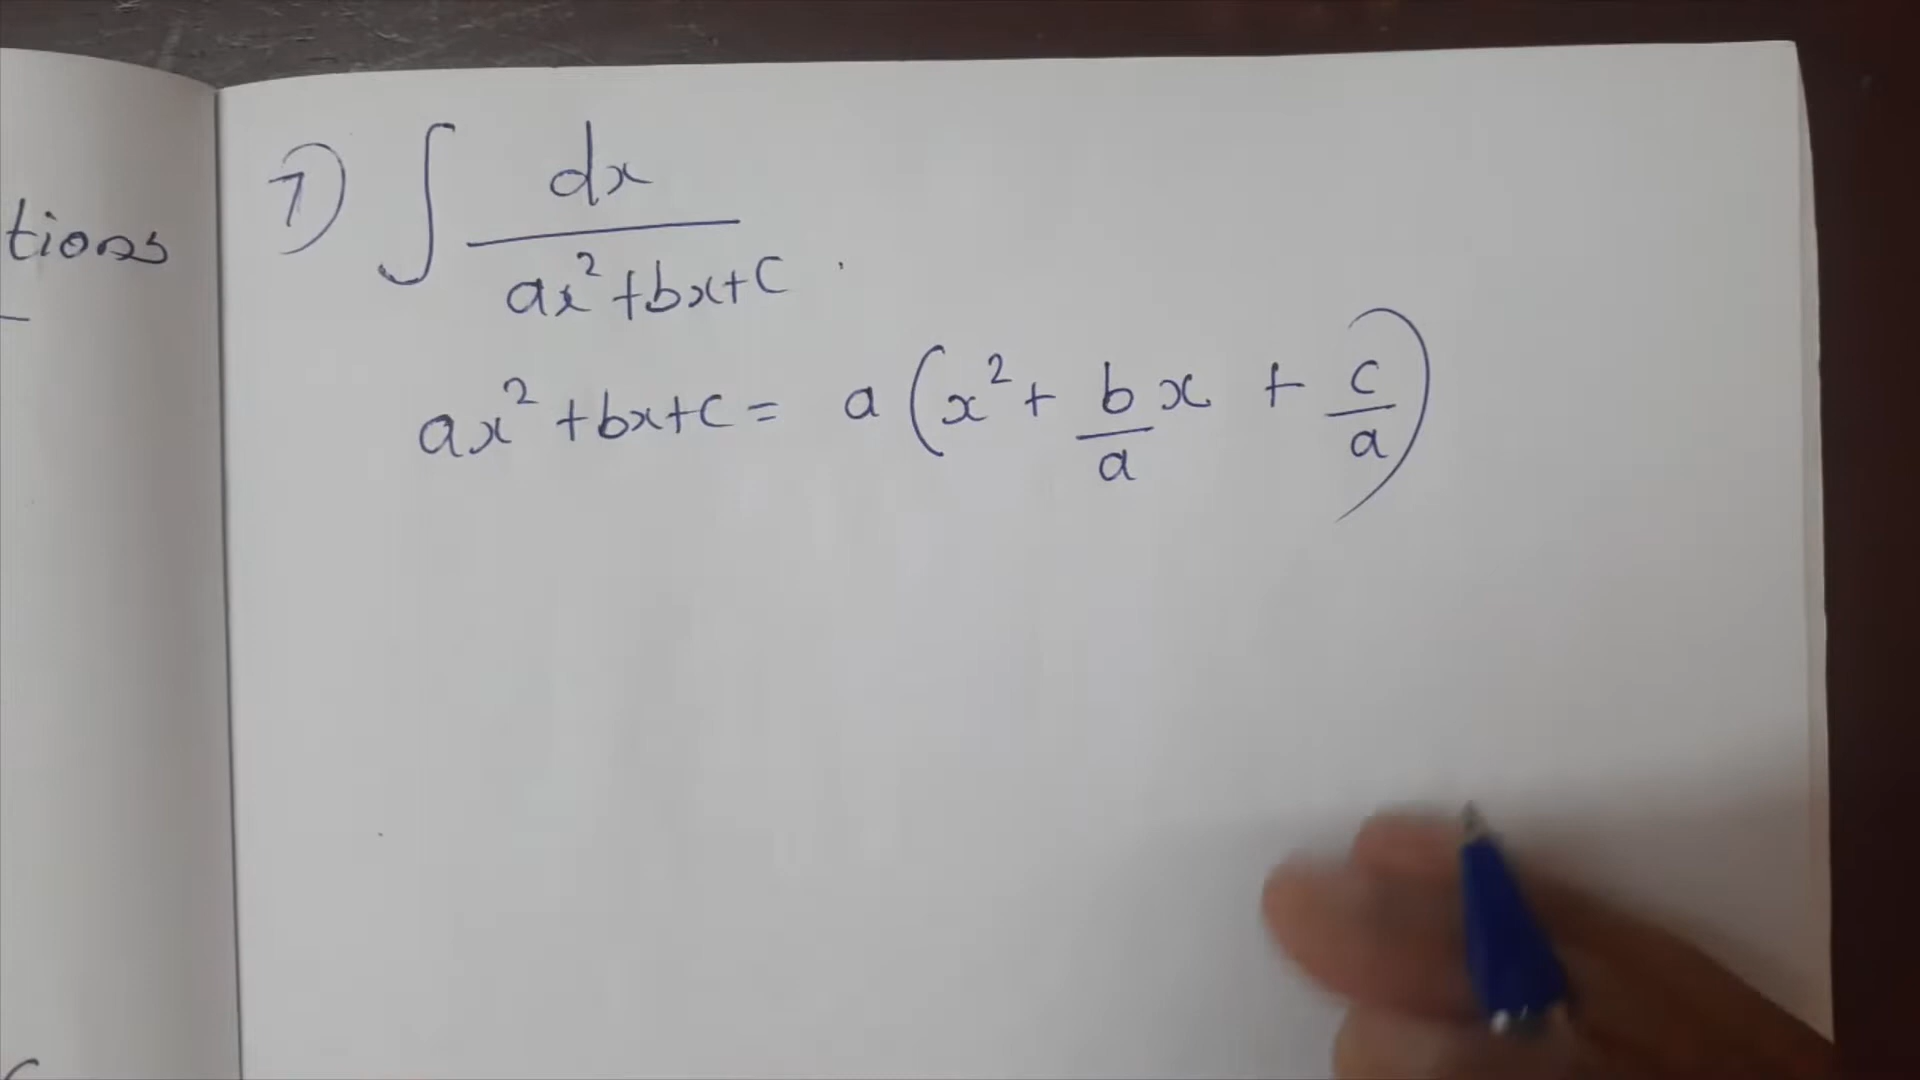 tions
7) ∫ dx / (ax² + bx + c)
ax² + bx + c = a (x² + b/a x + c/a)